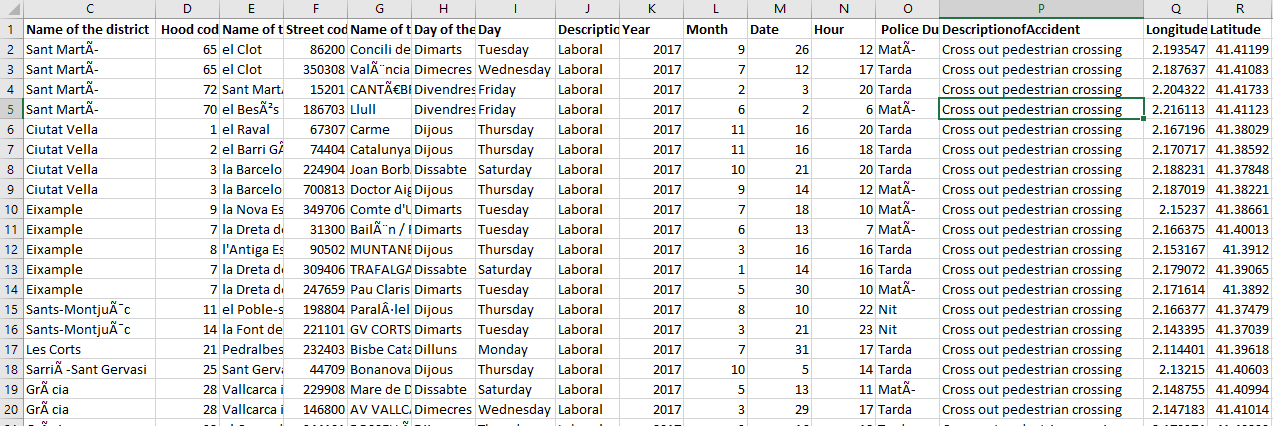 C D E F G H I J K L M N O P Q R
1 Name of the district Hood cod Name of t Street cod Name of t Day of the Day Descriptic Year Month Date Hour Police Du DescriptionofAccident Longitude Latitude
2 Sant MartÃ- 65 el Clot 86200 Concili de Dimarts Tuesday Laboral 2017 9 26 12 MatÃ- Cross out pedestrian crossing 2.193547 41.41199
3 Sant MartÃ- 65 el Clot 350308 ValÃ¨ncia Dimecres Wednesday Laboral 2017 7 12 17 Tarda Cross out pedestrian crossing 2.187637 41.41083
4 Sant MartÃ- 72 Sant Mart 15201 CANTÃ€BR Divendres Friday Laboral 2017 2 3 20 Tarda Cross out pedestrian crossing 2.204322 41.41733
5 Sant MartÃ- 70 el BesÃ²s 186703 Llull Divendres Friday Laboral 2017 6 2 6 MatÃ- Cross out pedestrian crossing 2.216113 41.41123
6 Ciutat Vella 1 el Raval 67307 Carme Dijous Thursday Laboral 2017 11 16 20 Tarda Cross out pedestrian crossing 2.167196 41.38029
7 Ciutat Vella 2 el Barri GÃ 74404 Catalunya Dijous Thursday Laboral 2017 11 16 18 Tarda Cross out pedestrian crossing 2.170717 41.38592
8 Ciutat Vella 3 la Barcelo 224904 Joan Borb Dissabte Saturday Laboral 2017 10 21 20 Tarda Cross out pedestrian crossing 2.188231 41.37848
9 Ciutat Vella 3 la Barcelo 700813 Doctor Aig Dijous Thursday Laboral 2017 9 14 12 MatÃ- Cross out pedestrian crossing 2.187019 41.38221
10 Eixample 9 la Nova Es 349706 Comte d'U Dimarts Tuesday Laboral 2017 7 18 10 MatÃ- Cross out pedestrian crossing 2.15237 41.38661
11 Eixample 7 la Dreta de 31300 BailÃ¨n / Dimarts Tuesday Laboral 2017 6 13 7 MatÃ- Cross out pedestrian crossing 2.166375 41.40013
12 Eixample 8 l'Antiga Es 90502 MUNTANE Dijous Thursday Laboral 2017 3 16 16 Tarda Cross out pedestrian crossing 2.153167 41.3912
13 Eixample 7 la Dreta de 309406 TRAFALGA Dissabte Saturday Laboral 2017 1 14 16 Tarda Cross out pedestrian crossing 2.179072 41.39065
14 Eixample 7 la Dreta de 247659 Pau Claris Dimarts Tuesday Laboral 2017 5 30 10 MatÃ- Cross out pedestrian crossing 2.171614 41.3892
15 Sants-MontjuÃ¯c 11 el Poble-s 198804 ParalÂ·lel Dijous Thursday Laboral 2017 8 10 22 Nit Cross out pedestrian crossing 2.166377 41.37479
16 Sants-MontjuÃ¯c 14 la Font de 221101 GV CORTS Dimarts Tuesday Laboral 2017 3 21 23 Nit Cross out pedestrian crossing 2.143395 41.37039
17 Les Corts 21 Pedralbes 232403 Bisbe Cata Dilluns Monday Laboral 2017 7 31 17 Tarda Cross out pedestrian crossing 2.114401 41.39618
18 SarriÃ -Sant Gervasi 25 Sant Gerv 44709 Bonanova Dijous Thursday Laboral 2017 10 5 14 Tarda Cross out pedestrian crossing 2.13215 41.40603
19 GrÃ cia 28 Vallcarca i 229908 Mare de D Dissabte Saturday Laboral 2017 5 13 11 MatÃ- Cross out pedestrian crossing 2.148755 41.40994
20 GrÃ cia 28 Vallcarca i 146800 AV VALLCA Dimecres Wednesday Laboral 2017 3 29 17 Tarda Cross out pedestrian crossing 2.147183 41.41014